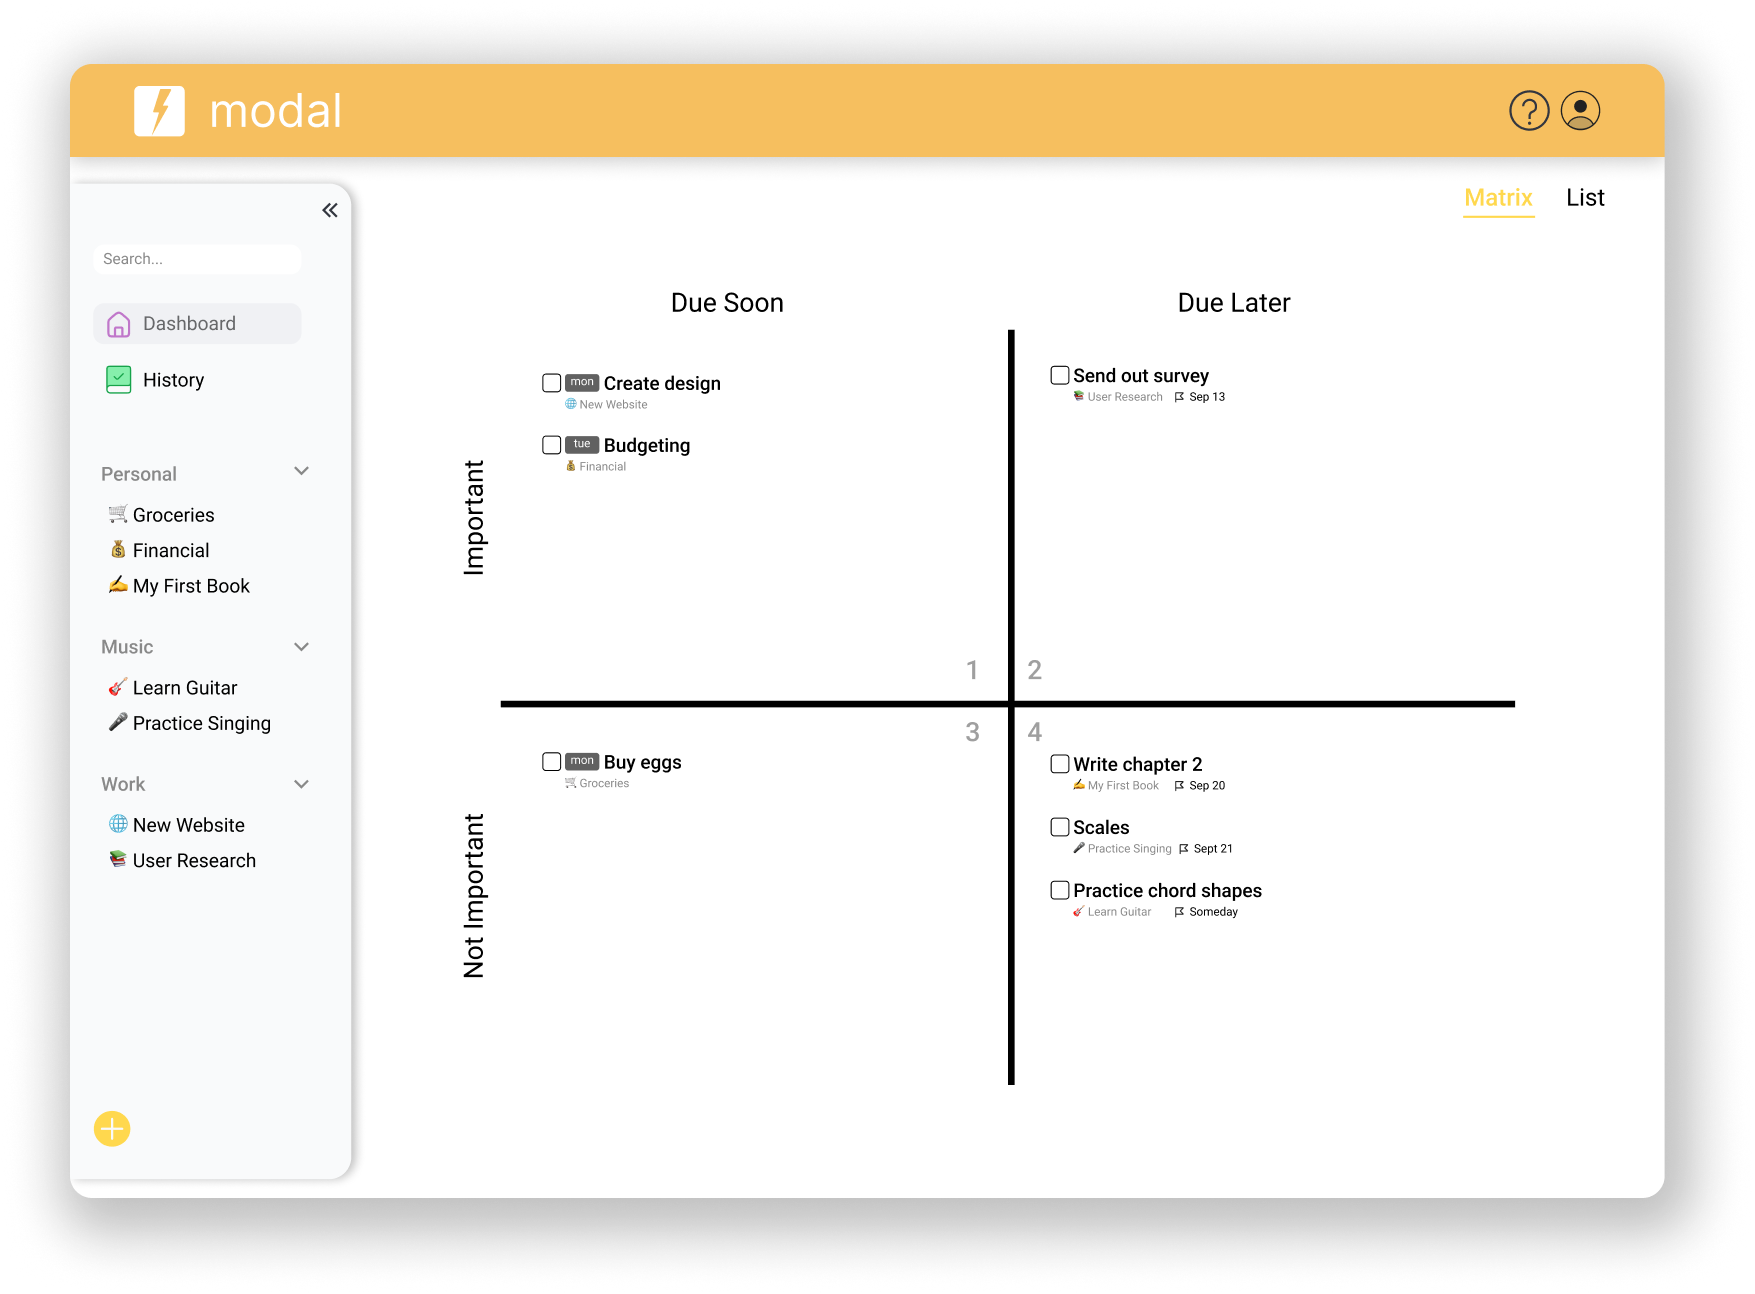 modal
?
Matrix List
Search...
Dashboard
History
Personal
Groceries
Financial
My First Book
Music
Learn Guitar
Practice Singing
Work
New Website
User Research
Due Soon
Due Later
Important
Not Important
mon Create design
New Website
tue Budgeting
Financial
1
Send out survey
User Research Sep 13
2
3
mon Buy eggs
Groceries
4
Write chapter 2
My First Book Sep 20
Scales
Practice Singing Sept 21
Practice chord shapes
Learn Guitar Someday